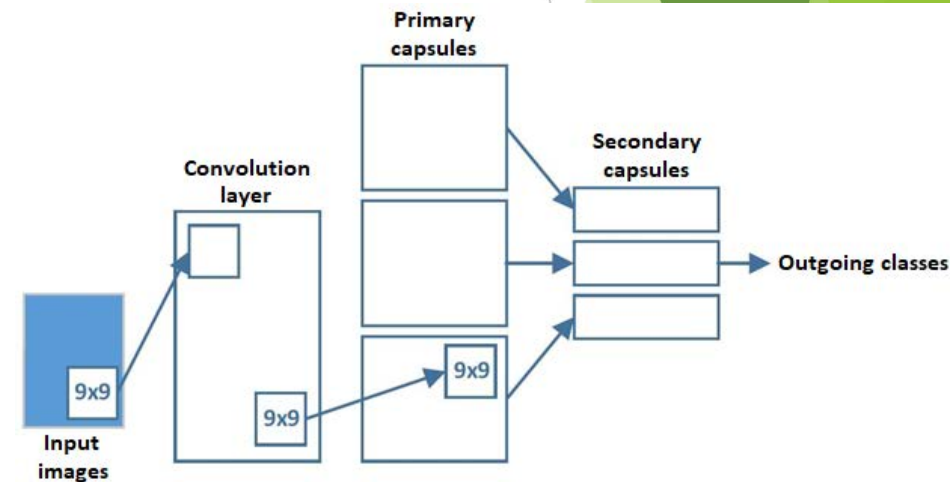 Primary
capsules
Secondary
capsules
Convolution
layer
Outgoing classes
9x9
9x9
9x9
Input
images